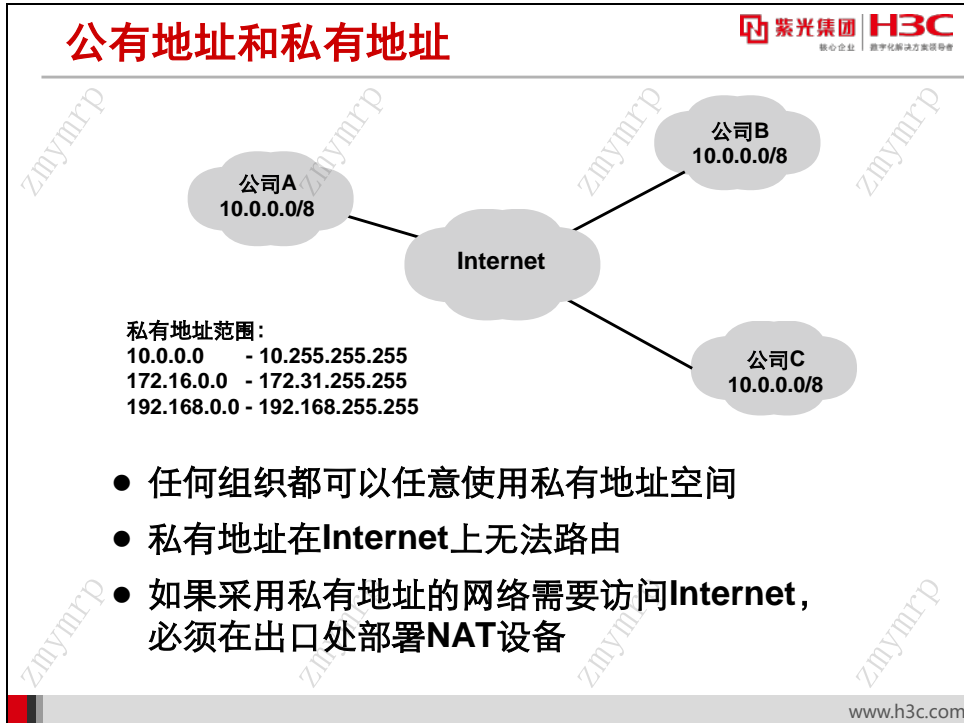 公有地址和私有地址
紫光集团 H3C
核心企业 数字化解决方案领导者
公司B
10.0.0.0/8
公司A
10.0.0.0/8
Internet
私有地址范围：
10.0.0.0 - 10.255.255.255
172.16.0.0 - 172.31.255.255
192.168.0.0 - 192.168.255.255
公司C
10.0.0.0/8
● 任何组织都可以任意使用私有地址空间
● 私有地址在Internet上无法路由
● 如果采用私有地址的网络需要访问Internet，
必须在出口处部署NAT设备
zmymrp
zmymrp
zmymrp
zmymrp
zmymrp
zmymrp
zmymrp
zmymrp
www.h3c.com